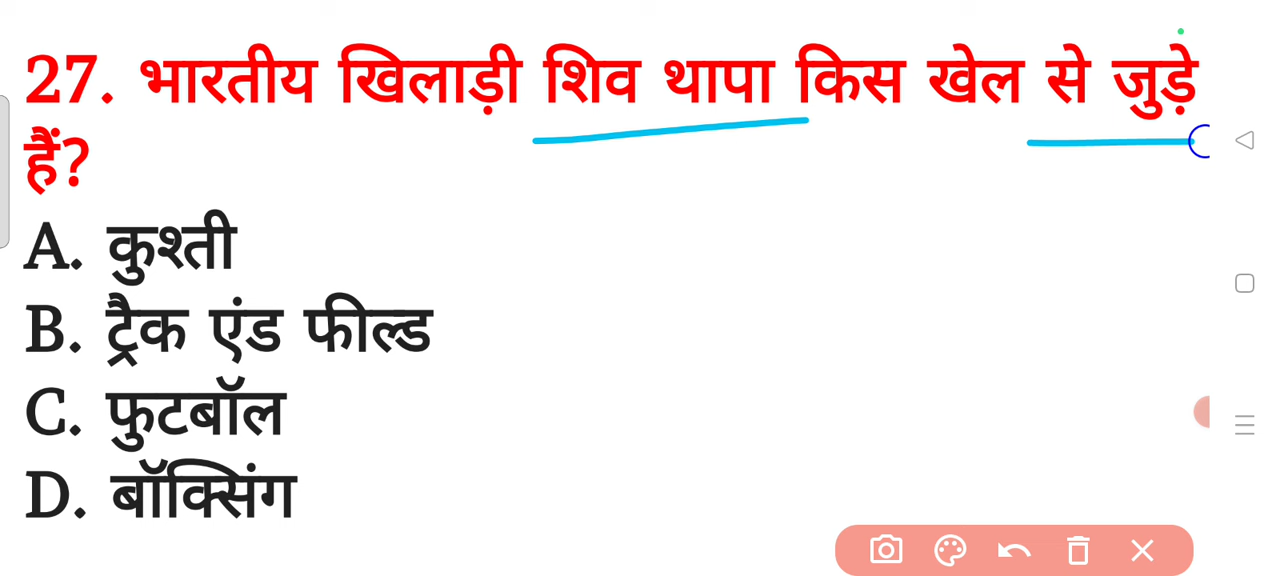 27. भारतीय खिलाड़ी शिव थापा किस खेल से जुड़े
हैं?
A. कुश्ती
B. ट्रैक एंड फील्ड
C. फुटबॉल
D. बॉक्सिंग